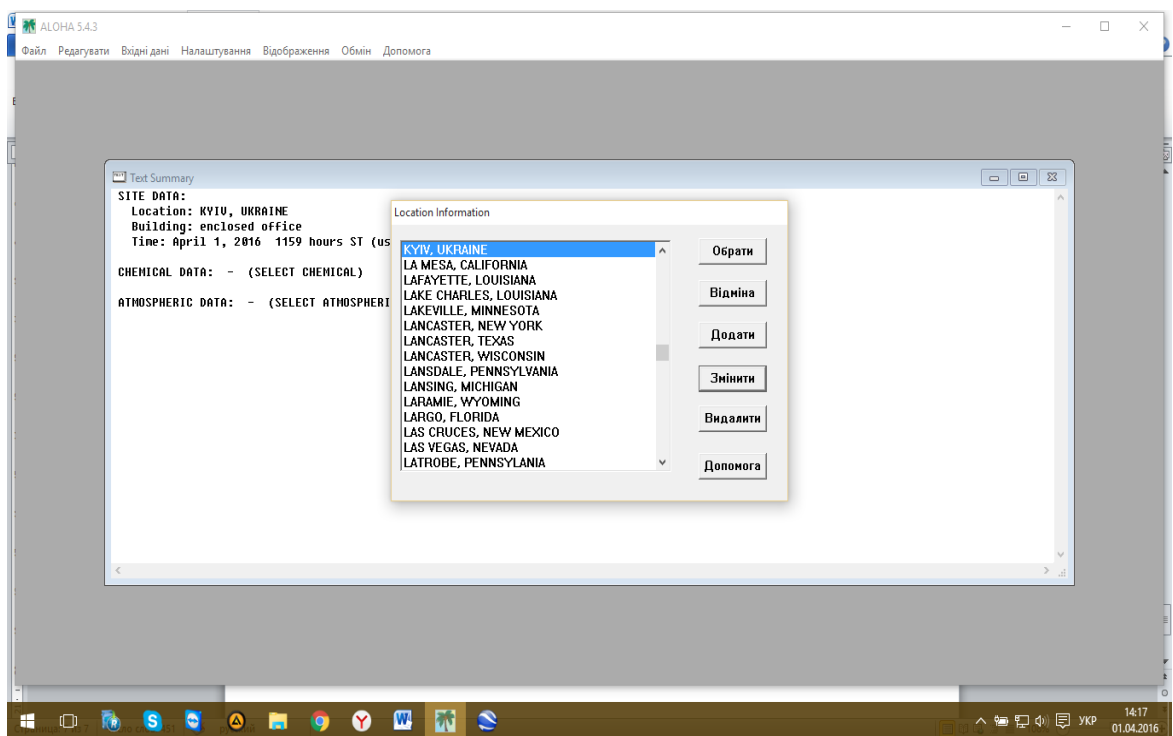 ALOHA 5.4.3
Файл Редагувати Вхідні дані Налаштування Відображення Обмін Допомога
Text Summary
SITE DATA:
Location: KYIV, UKRAINE
Building: enclosed office
Time: April 1, 2016 1159 hours ST (us
CHEMICAL DATA: - (SELECT CHEMICAL)
ATMOSPHERIC DATA: - (SELECT ATMOSPHERI
Location Information
KYIV, UKRAINE
LA MESA, CALIFORNIA
LAFAYETTE, LOUISIANA
LAKE CHARLES, LOUISIANA
LAKEVILLE, MINNESOTA
LANCASTER, NEW YORK
LANCASTER, TEXAS
LANCASTER, WISCONSIN
LANSDALE, PENNSYLVANIA
LANSING, MICHIGAN
LARAMIE, WYOMING
LARGO, FLORIDA
LAS CRUCES, NEW MEXICO
LAS VEGAS, NEVADA
LATROBE, PENNSYLANIA
Обрати
Відміна
Додати
Змінити
Видалити
Допомога
УКР
14:17
01.04.2016